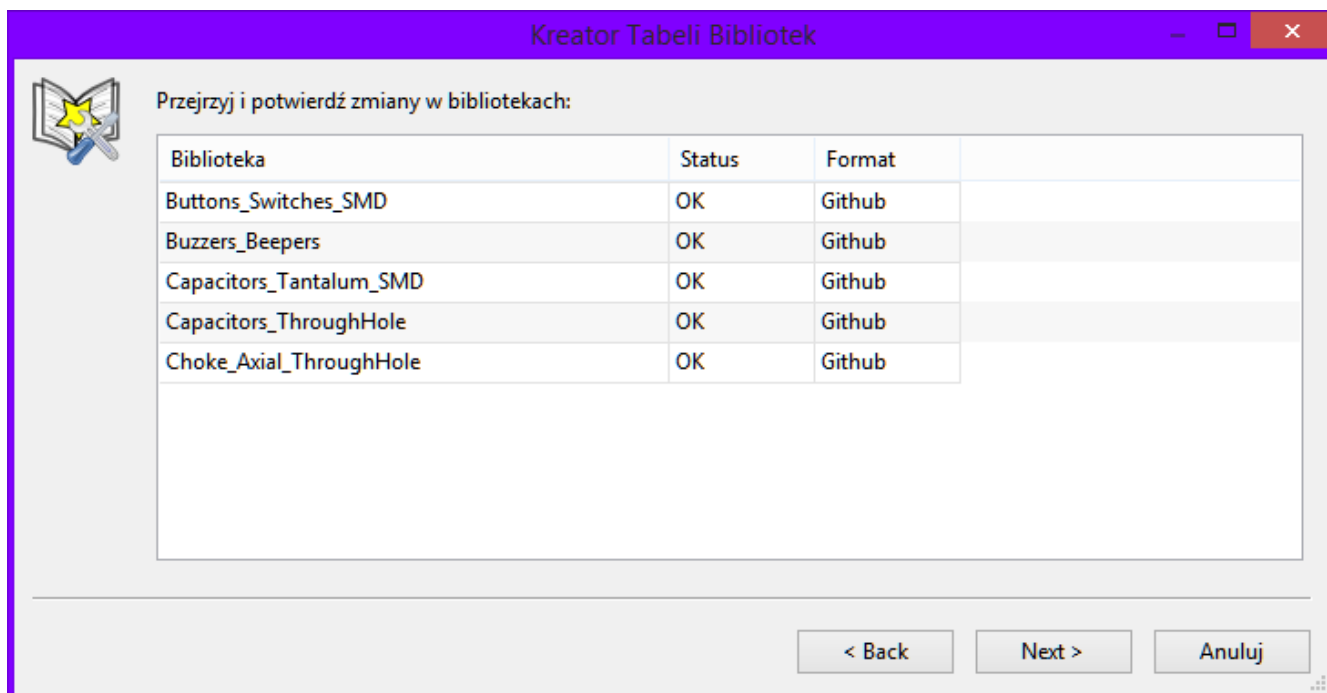 Kreator Tabeli Bibliotek
Przejrzyj i potwierdź zmiany w bibliotekach:
Biblioteka Status Format
Buttons_Switches_SMD OK Github
Buzzers_Beepers OK Github
Capacitors_Tantalum_SMD OK Github
Capacitors_ThroughHole OK Github
Choke_Axial_ThroughHole OK Github
< Back Next > Anuluj